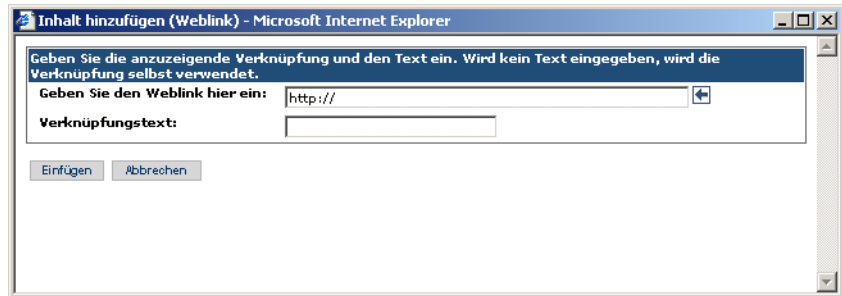 Inhalt hinzufügen (Weblink) - Microsoft Internet Explorer
Geben Sie die anzuzeigende Verknüpfung und den Text ein. Wird kein Text eingegeben, wird die
Verknüpfung selbst verwendet.
Geben Sie den Weblink hier ein: http://
Verknüpfungstext:
Einfügen Abbrechen